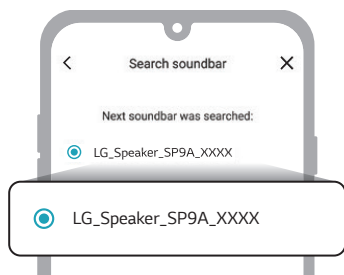 Search soundbar
Next soundbar was searched:
LG_Speaker_SP9A_XXXX
LG_Speaker_SP9A_XXXX